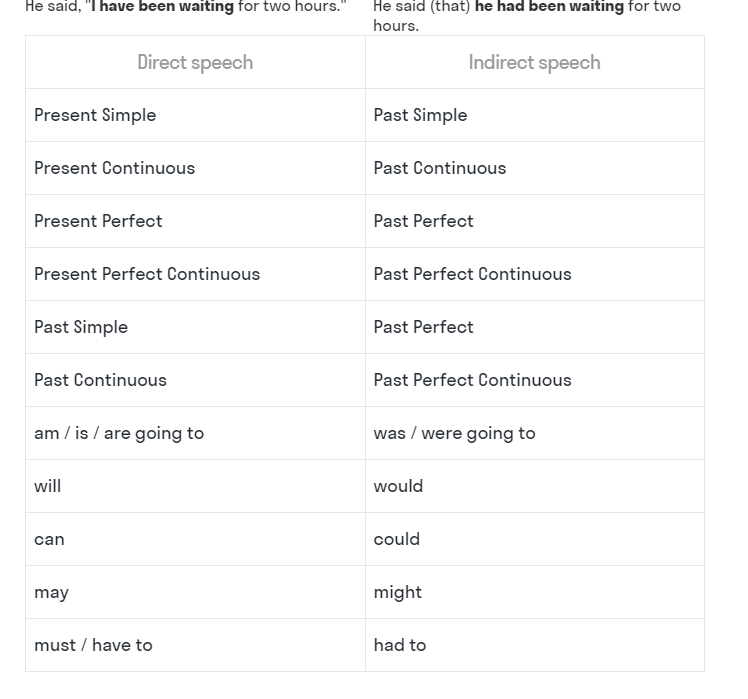 He said, "I have been waiting for two hours."
He said (that) he had been waiting for two
hours.
Direct speech
Indirect speech
Present Simple
Past Simple
Present Continuous
Past Continuous
Present Perfect
Past Perfect
Present Perfect Continuous
Past Perfect Continuous
Past Simple
Past Perfect
Past Continuous
Past Perfect Continuous
am / is / are going to
was / were going to
will
would
can
could
may
might
must / have to
had to